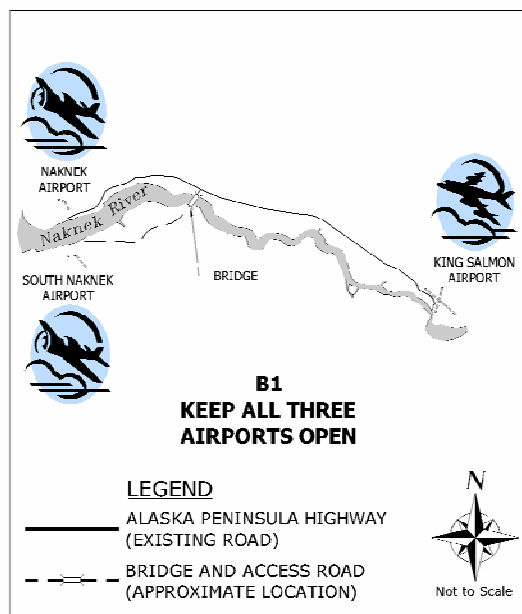 NAKNEK
AIRPORT
Naknek River
KING SALMON
AIRPORT
SOUTH NAKNEK
AIRPORT
BRIDGE
B1
KEEP ALL THREE
AIRPORTS OPEN
LEGEND
ALASKA PENINSULA HIGHWAY
(EXISTING ROAD)
BRIDGE AND ACCESS ROAD
(APPROXIMATE LOCATION)
N
Not to Scale